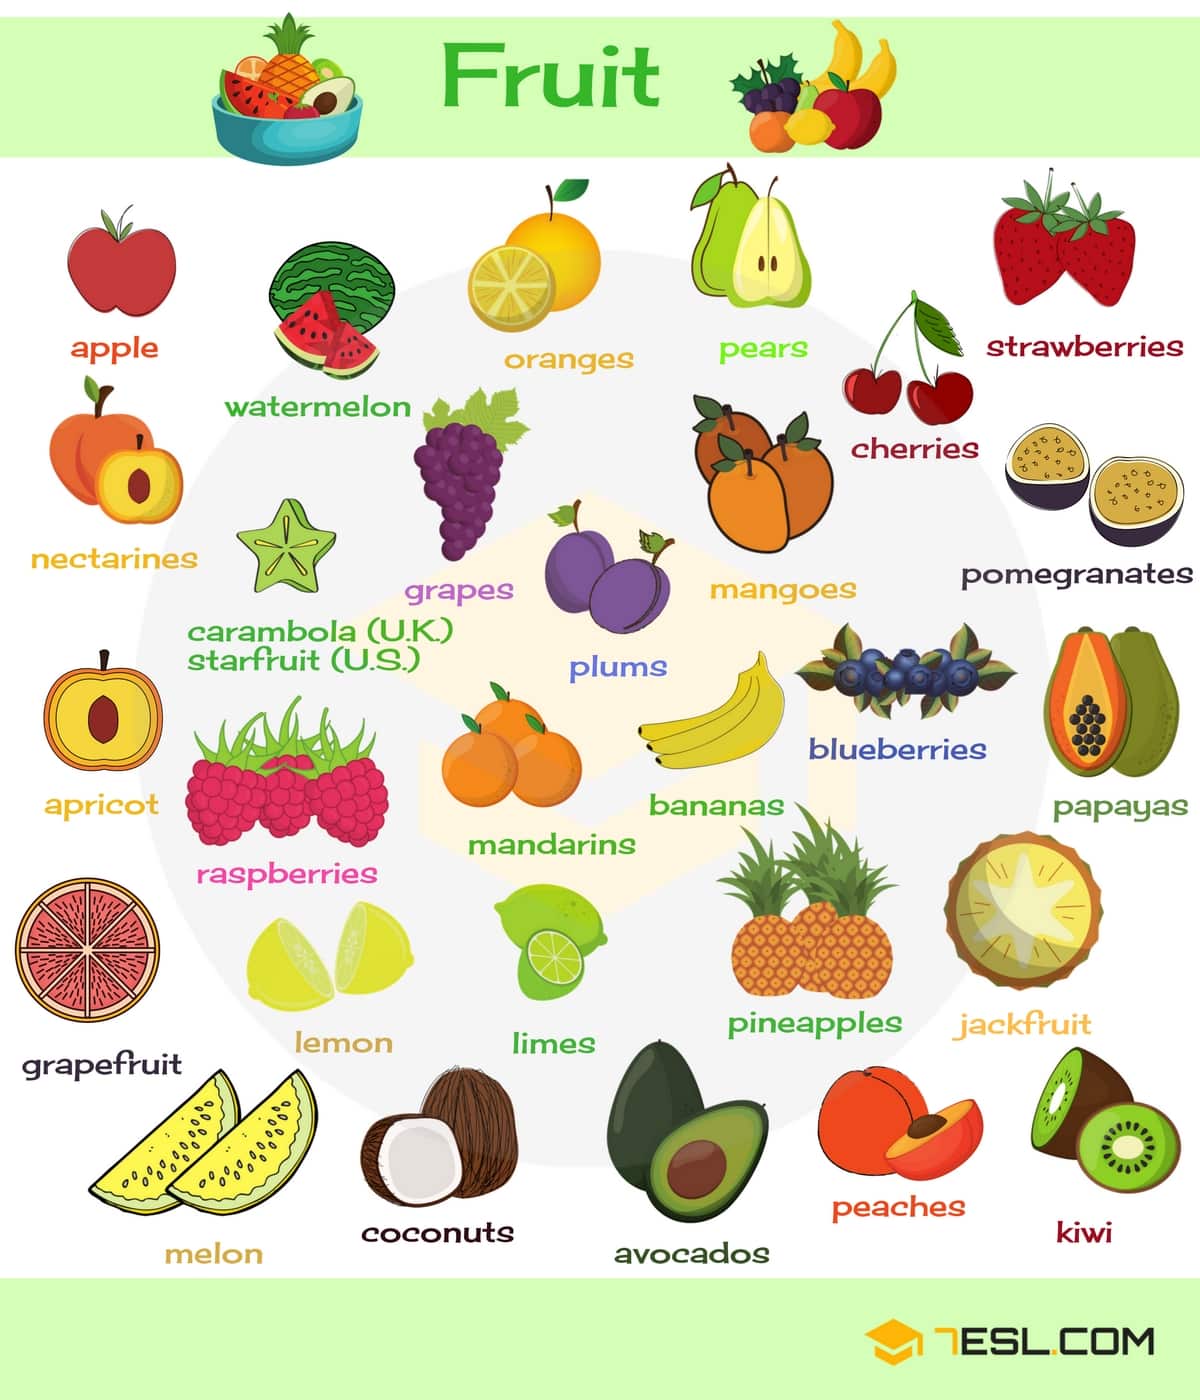 Fruit
apple
watermelon
oranges
pears
strawberries
cherries
nectarines
grapes
mangoes
pomegranates
carambola (U.K.)
starfruit (U.S.)
plums
blueberries
apricot
raspberries
mandarins
bananas
papayas
grapefruit
lemon
limes
pineapples
jackfruit
melon
coconuts
avocados
peaches
kiwi
7ESL.COM